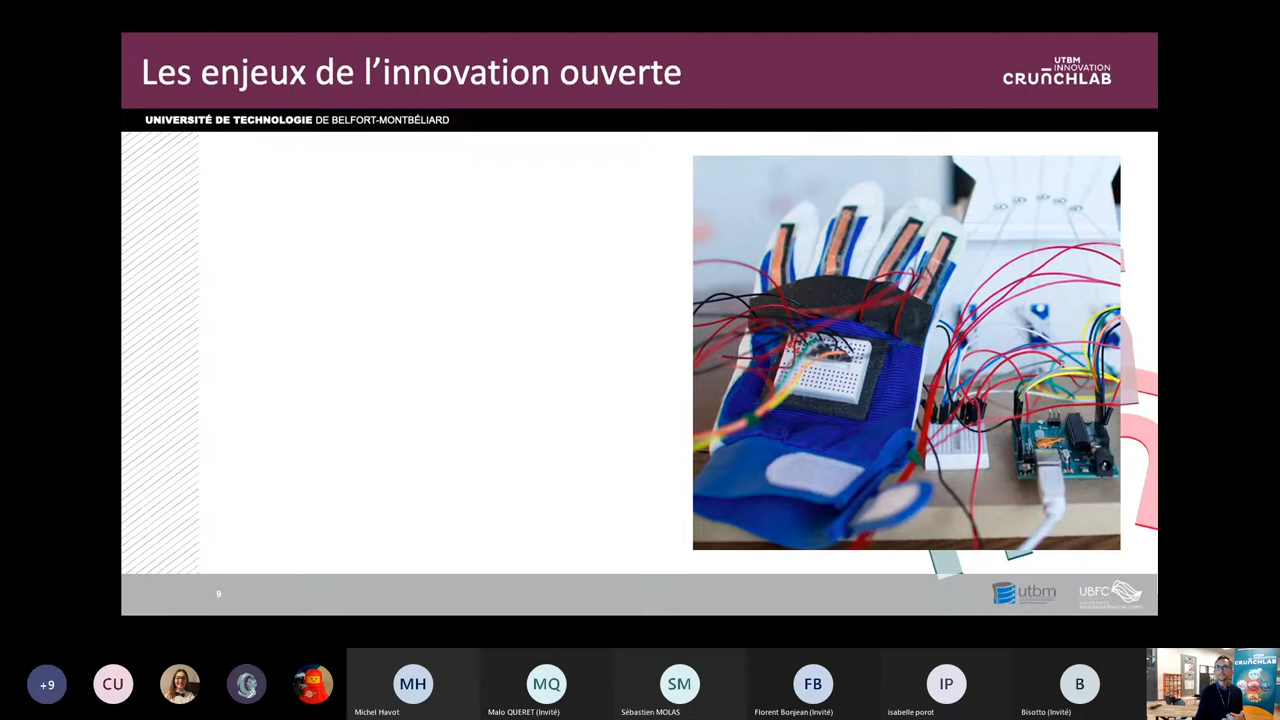 Les enjeux de l'innovation ouverte
UTBM
INNOVATION
CRUNCHLAB
UNIVERSITÉ DE TECHNOLOGIE DE BELFORT-MONTBÉLIARD
9
utbm
UBFC
+9
CU
MH
MQ
SM
FB
IP
B
Michel Havot
Malo QUERET (Invité)
Sébastien MOLAS
Florent Bonjean (Invité)
isabelle porot
Bisotto (Invité)
CRUNCHLAB